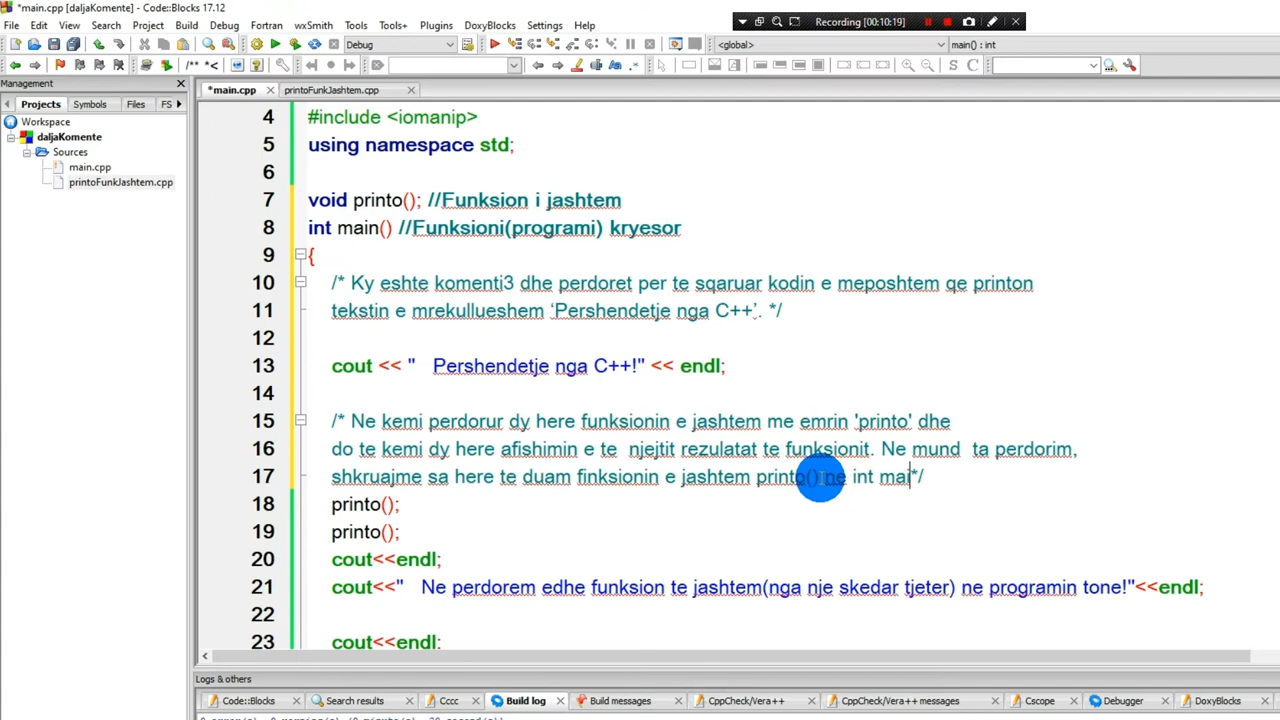 *main.cpp [daljaKomente] - Code::Blocks 17.12
File Edit View Search Project Build Debug Fortran wxSmith Tools Tools+ Plugins DoxyBlocks Settings Help
Recording [00:10:19]
Debug <global> main() : int
/** *< S C
Management
Projects Symbols Files FS
Workspace
daljaKomente
Sources
main.cpp
printoFunkJashtem.cpp
*main.cpp printoFunkJashtem.cpp
4 #include <iomanip>
5 using namespace std;
6
7 void printo(); //Funksion i jashtem
8 int main() //Funksioni(programi) kryesor
9 {
10 /* Ky eshte komenti3 dhe perdoret per te sqaruar kodin e meposhtem qe printon
11 tekstin e mrekullueshem ‘Pershendetje nga C++’. */
12
13 cout << "   Pershendetje nga C++!" << endl;
14
15 /* Ne kemi perdorur dy here funksionin e jashtem me emrin 'printo' dhe
16 do te kemi dy here afishimin e te  njejtit rezulatat te funksionit. Ne mund  ta perdorim,
17 shkruajme sa here te duam finksionin e jashtem printo() ne int mai*/
18 printo();
19 printo();
20 cout<<endl;
21 cout<<"   Ne perdorem edhe funksion te jashtem(nga nje skedar tjeter) ne programin tone!"<<endl;
22
23 cout<<endl;
Logs & others
Code::Blocks Search results Cccc Build log Build messages CppCheck/Vera++ CppCheck/Vera++ messages Cscope Debugger DoxyBlocks